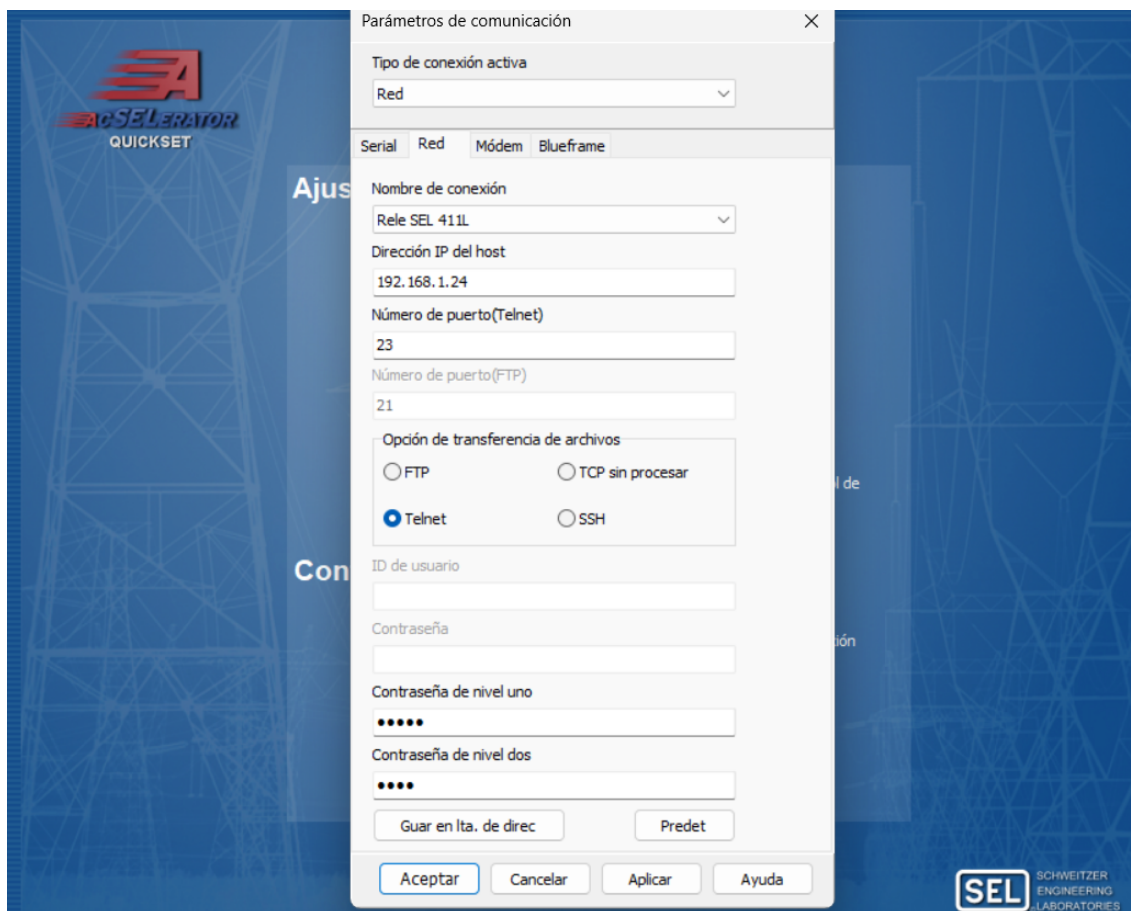 Parámetros de comunicación
Tipo de conexión activa
Red
ACSELERATOR
QUICKSET
Serial Red Módem Blueframe
Ajus
Nombre de conexión
Rele SEL 411L
Dirección IP del host
192.168.1.24
Número de puerto(Telnet)
23
Número de puerto(FTP)
21
Opción de transferencia de archivos
FTP TCP sin procesar
l de
Telnet SSH
Con
ID de usuario
Contraseña
ión
Contraseña de nivel uno
•••••
Contraseña de nivel dos
••••
Guar en lta. de direc Predet
Aceptar Cancelar Aplicar Ayuda
SEL SCHWEITZER
ENGINEERING
LABORATORIES